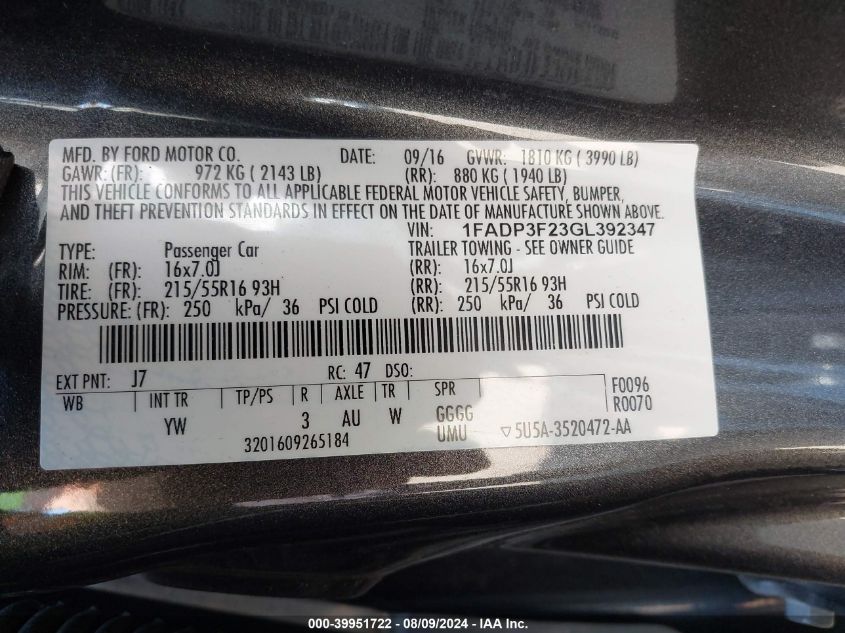 MFD. BY FORD MOTOR CO. DATE: 09/16 GVWR: 1810 KG ( 3990 LB)
GAWR: (FR): 972 KG ( 2143 LB) (RR): 880 KG ( 1940 LB)
THIS VEHICLE CONFORMS TO ALL APPLICABLE FEDERAL MOTOR VEHICLE SAFETY, BUMPER,
AND THEFT PREVENTION STANDARDS IN EFFECT ON THE DATE OF MANUFACTURE SHOWN ABOVE.
VIN: 1FADP3F23GL392347
TYPE: Passenger Car TRAILER TOWING - SEE OWNER GUIDE
RIM: (FR): 16x7.0J (RR): 16x7.0J
TIRE: (FR): 215/55R16 93H (RR): 215/55R16 93H
PRESSURE: (FR): 250 kPa/ 36 PSI COLD (RR): 250 kPa/ 36 PSI COLD
EXT PNT: J7 RC: 47 DSO:
WB INT TR TP/PS R AXLE TR SPR F0096
YW 3 AU W GGGG R0070
3201609265184 UMU ▽5U5A-3520472-AA
000-39951722 - 08/09/2024 - IAA Inc.